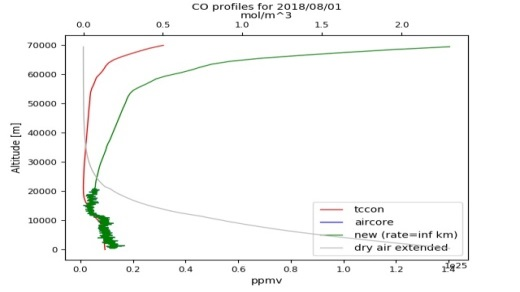 CO profiles for 2018/08/01
mol/m^3
0.0 0.5 1.0 1.5 2.0
70000
60000
50000
40000
30000
20000
10000
0
Altitude [m]
tccon
aircore
new (rate=inf km)
dry air extended
1e25
0.0 0.2 0.4 0.6 0.8 1.0 1.2 1.4
ppmv